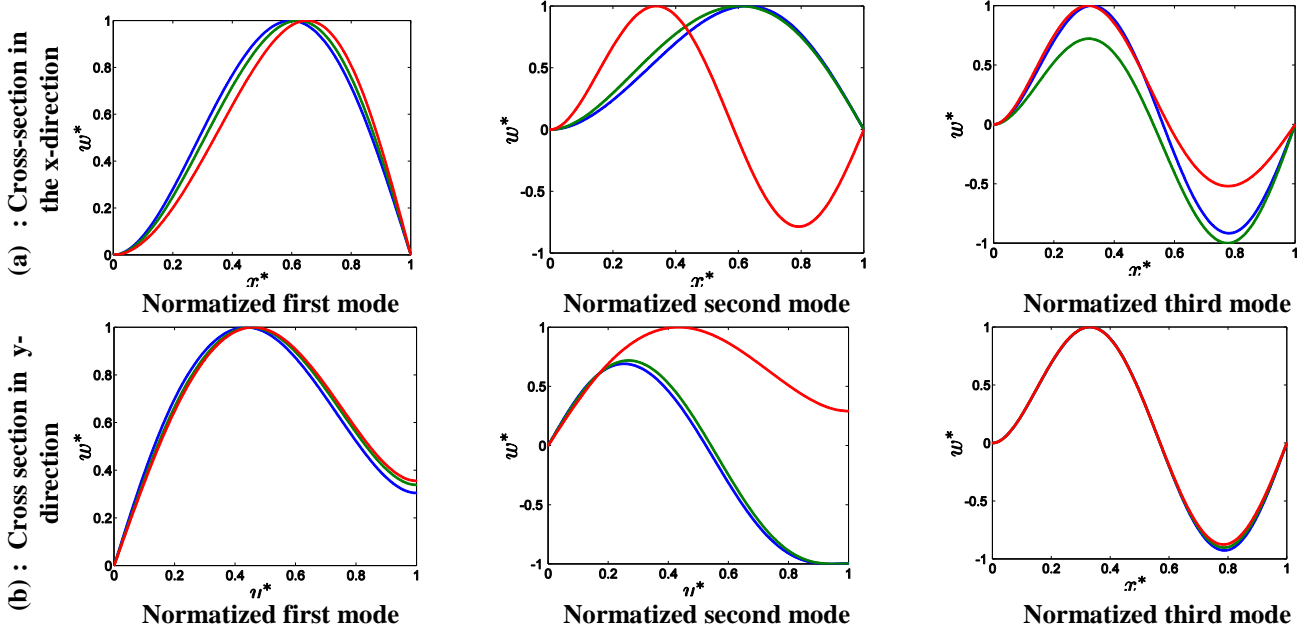 (a) : Cross-section in
the x-direction
w*
1
0.8
0.6
0.4
0.2
0
0 0.2 0.4 0.6 0.8 1
x*
Normatized first mode
w*
1
0.5
0
-0.5
-1
0 0.2 0.4 0.6 0.8 1
x*
Normatized second mode
w*
1
0.5
0
-0.5
-1
0 0.2 0.4 0.6 0.8 1
x*
Normatized third mode
(b) : Cross section in y-
direction
w*
1
0.8
0.6
0.4
0.2
0
0 0.2 0.4 0.6 0.8 1
y*
Normatized first mode
w*
1
0.5
0
-0.5
-1
0 0.2 0.4 0.6 0.8 1
y*
Normatized second mode
w*
1
0.5
0
-0.5
-1
0 0.2 0.4 0.6 0.8 1
x*
Normatized third mode